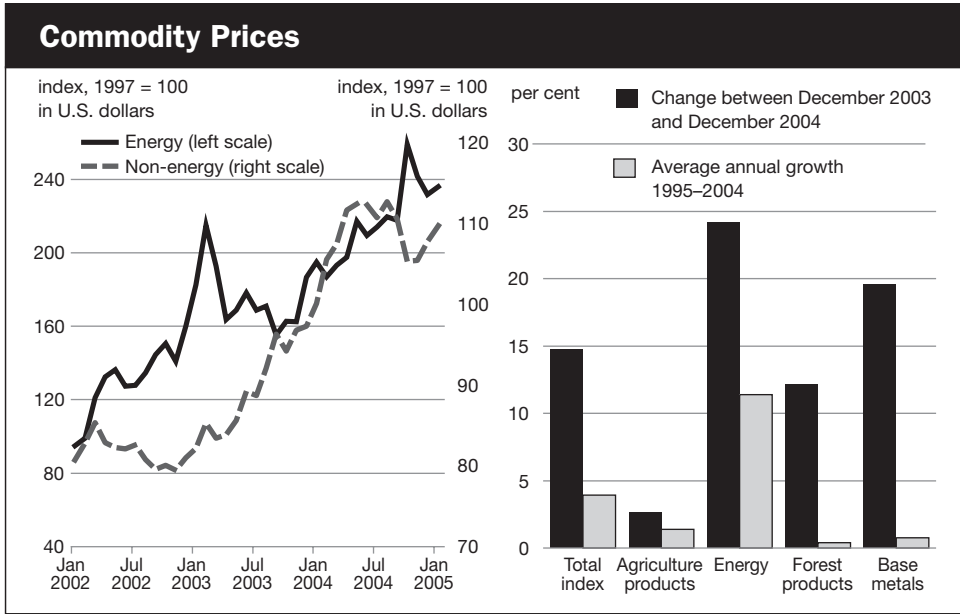 Commodity Prices
index, 1997 = 100
in U.S. dollars
index, 1997 = 100
in U.S. dollars
Energy (left scale)
Non-energy (right scale)
240
200
160
120
80
40
120
110
100
90
80
70
Jan
2002
Jul
2002
Jan
2003
Jul
2003
Jan
2004
Jul
2004
Jan
2005
per cent
Change between December 2003
and December 2004
Average annual growth
1995–2004
30
25
20
15
10
5
0
Total
index
Agriculture
products
Energy
Forest
products
Base
metals